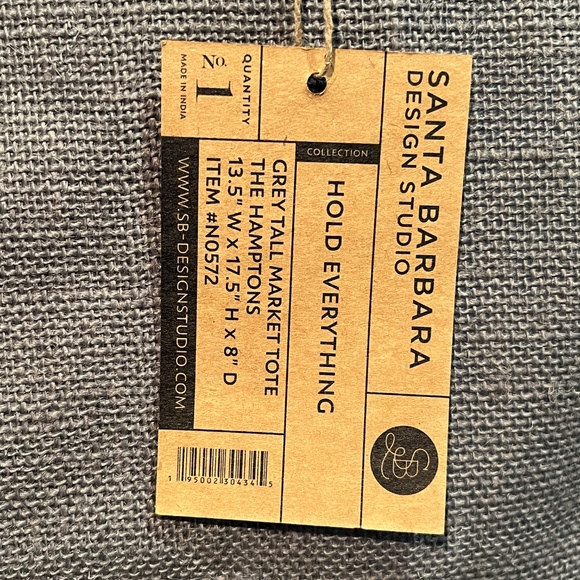 SANTA BARBARA
DESIGN STUDIO
COLLECTION
HOLD EVERYTHING
QUANTITY
No. 1
MADE IN INDIA
GREY TALL MARKET TOTE
THE HAMPTONS
13.5" W x 17.5" H x 8" D
ITEM #N0572
WWW.SB-DESIGNSTUDIO.COM
SB
1 95002 30434 5